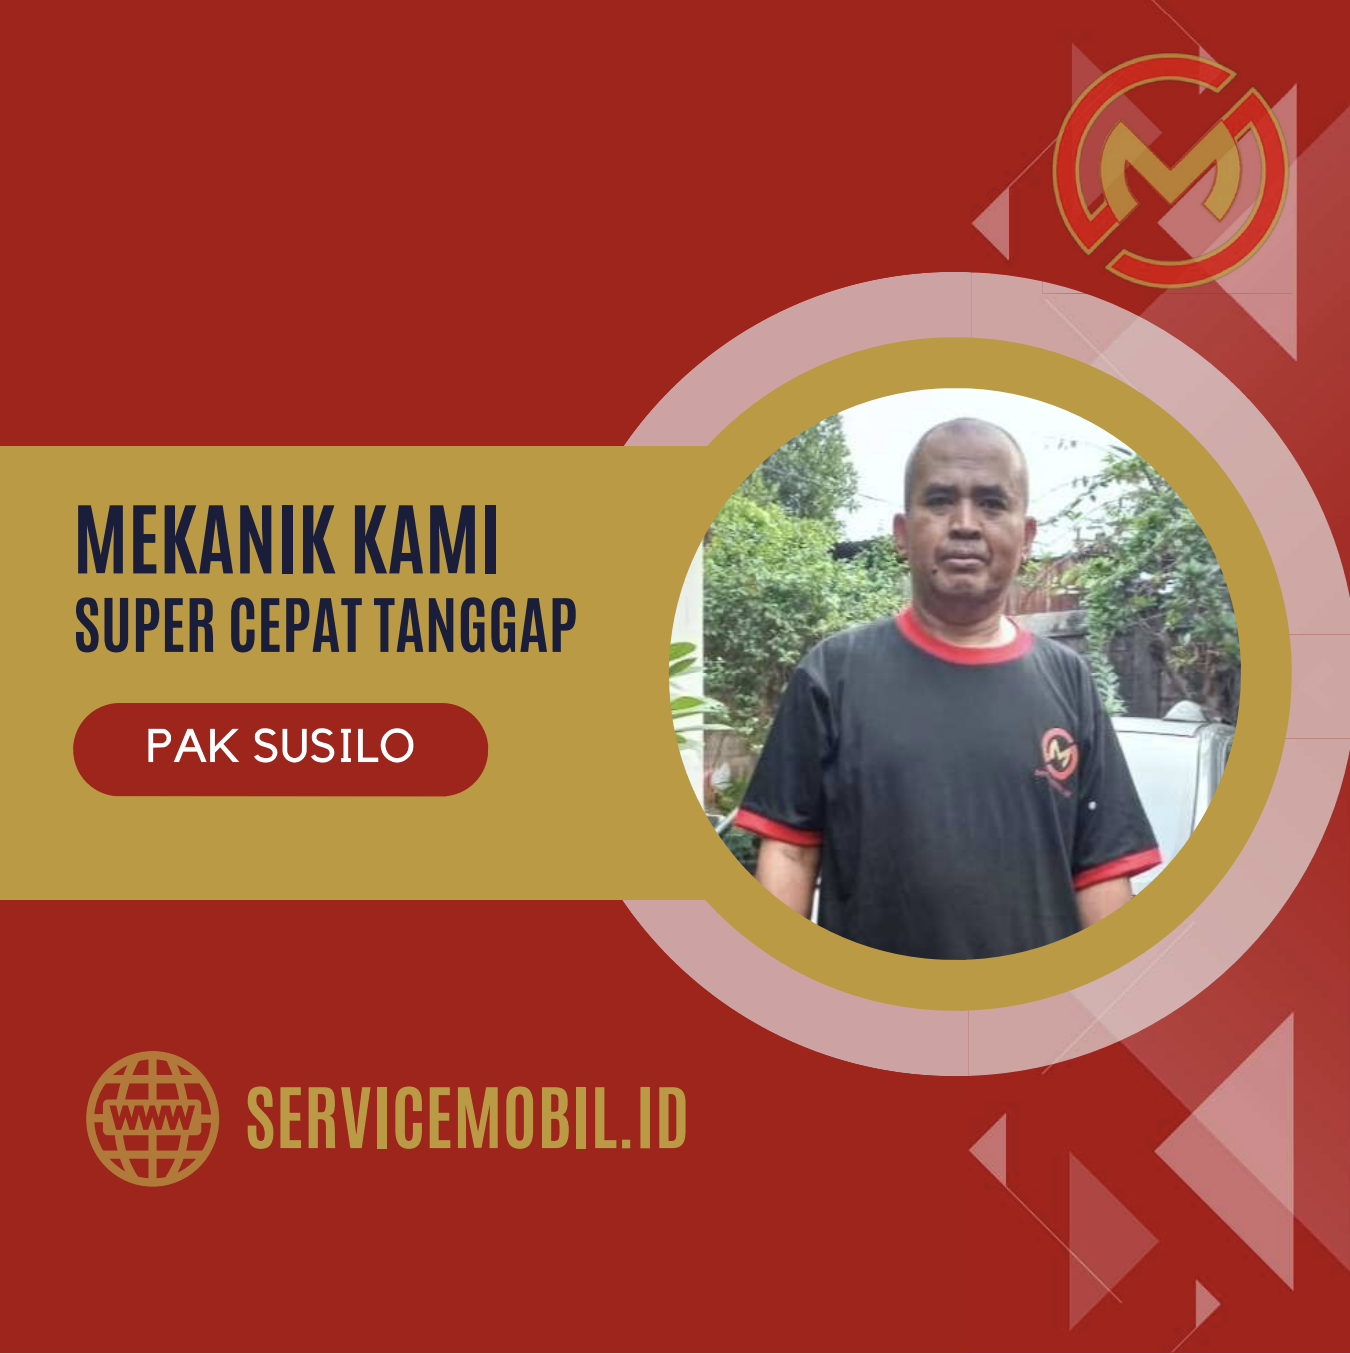 MEKANIK KAMI
SUPER CEPAT TANGGAP
PAK SUSILO
WWW
SERVICEMOBIL.ID